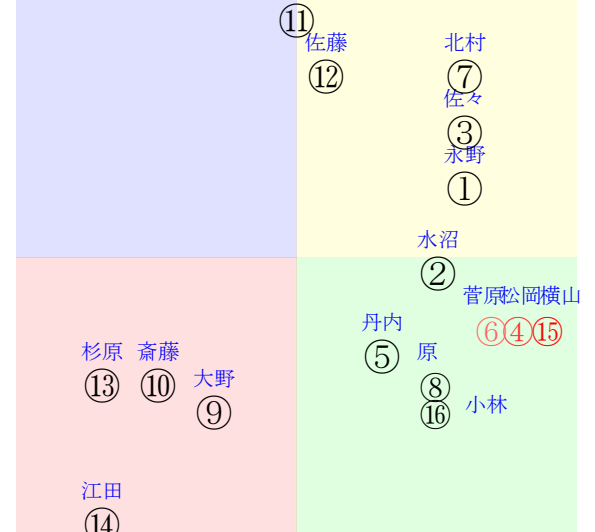 ⑪
佐藤 北村
⑫ ⑦
佐々
③
永野
①
水沼
②
菅原松岡横山
⑥④⑮
丹内
⑤
原
⑧
小林
⑯
杉原 斎藤
⑬ ⑩
大野
⑨
江田
⑭